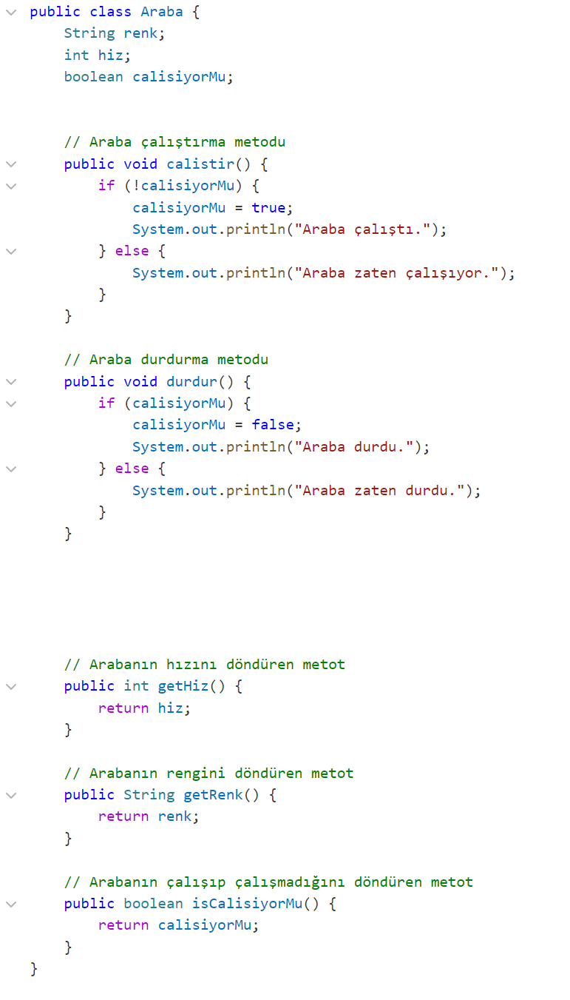 public class Araba {
    String renk;
    int hiz;
    boolean calisiyorMu;
    // Araba çalıştırma metodu
    public void calistir() {
        if (!calisiyorMu) {
            calisiyorMu = true;
            System.out.println("Araba çalıştı.");
        } else {
            System.out.println("Araba zaten çalışıyor.");
        }
    }
    // Araba durdurma metodu
    public void durdur() {
        if (calisiyorMu) {
            calisiyorMu = false;
            System.out.println("Araba durdu.");
        } else {
            System.out.println("Araba zaten durdu.");
        }
    }
    // Arabanın hızını döndüren metot
    public int getHiz() {
        return hiz;
    }
    // Arabanın rengini döndüren metot
    public String getRenk() {
        return renk;
    }
    // Arabanın çalışıp çalışmadığını döndüren metot
    public boolean isCalisiyorMu() {
        return calisiyorMu;
    }
}